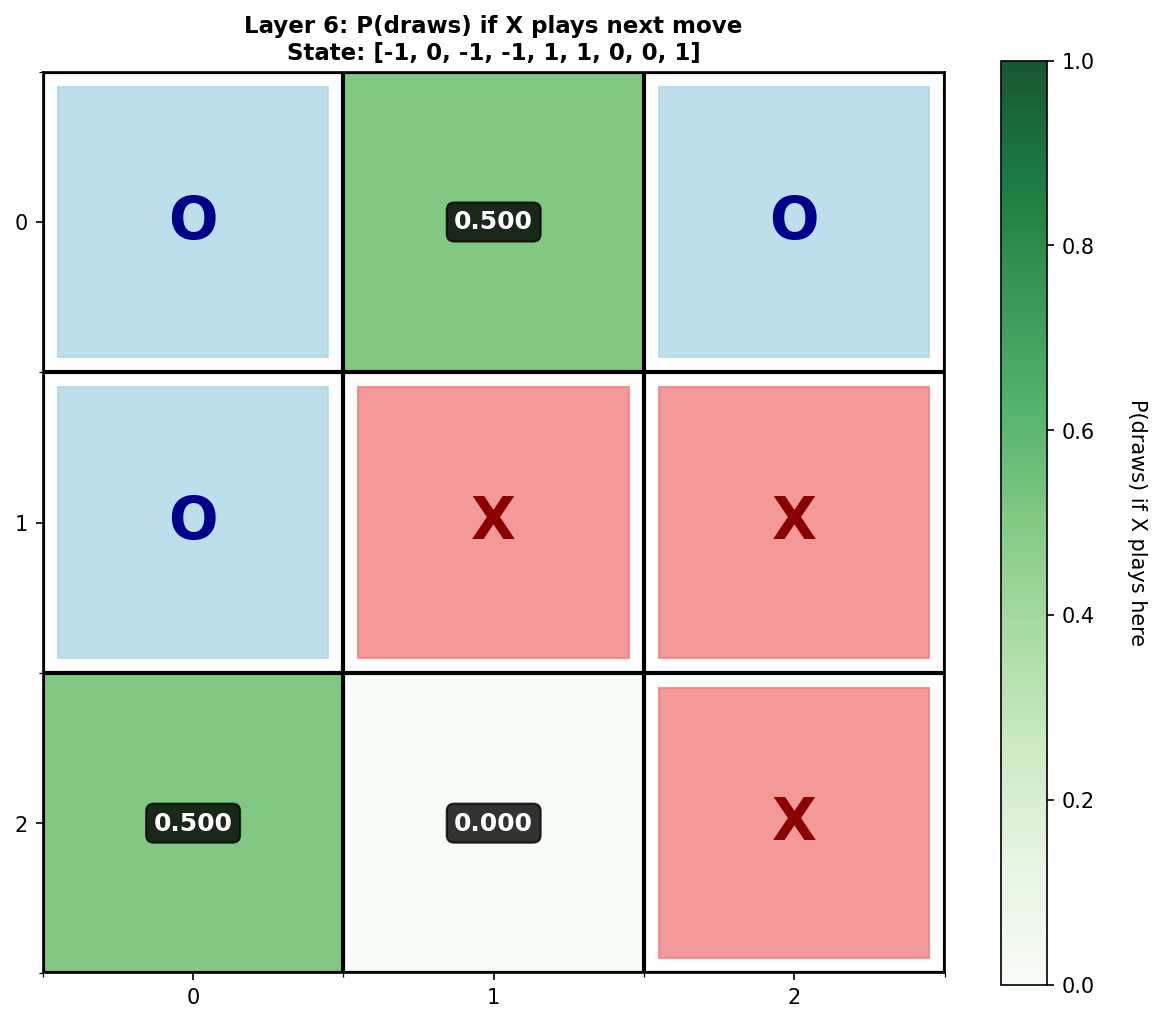 Layer 6: P(draws) if X plays next move
State: [-1, 0, -1, -1, 1, 1, 0, 0, 1]
O
0.500
O
O
X
X
0.500
0.000
X
0
1
2
0
1
2
1.0
0.8
0.6
0.4
0.2
0.0
P(draws) if X plays here